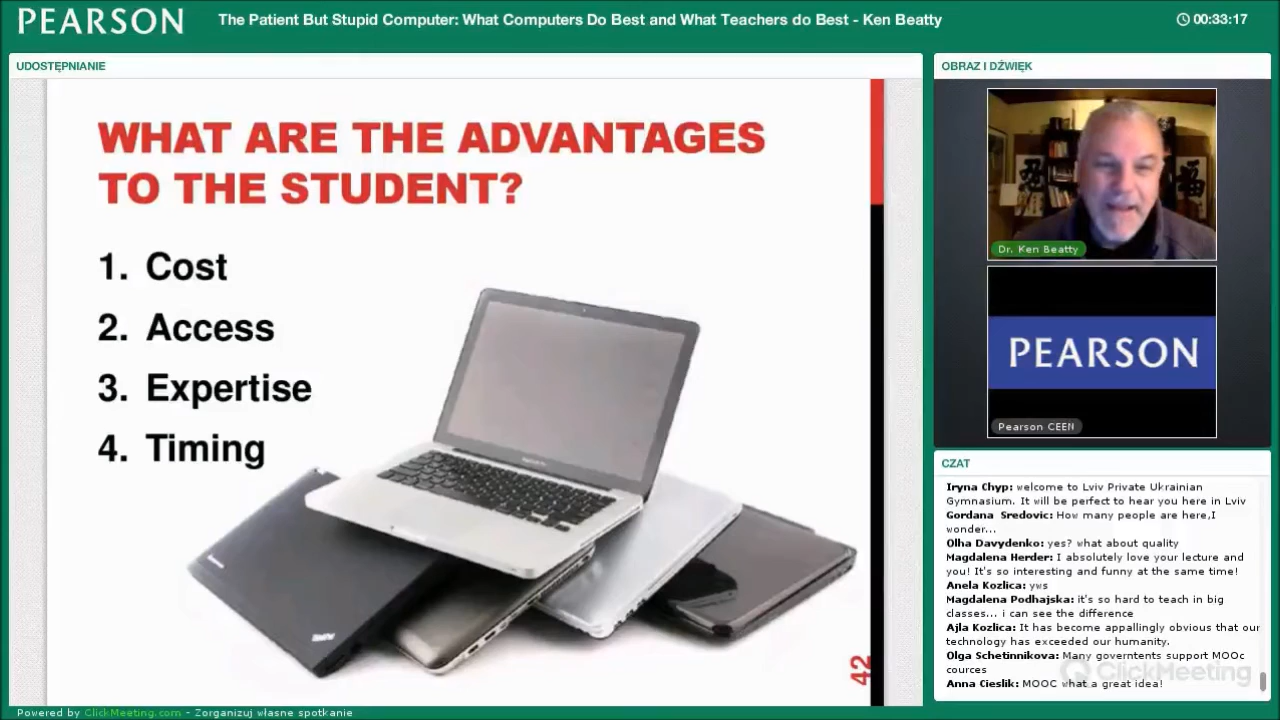 PEARSON
The Patient But Stupid Computer: What Computers Do Best and What Teachers do Best - Ken Beatty
00:33:17
UDOSTĘPNIANIE
WHAT ARE THE ADVANTAGES
TO THE STUDENT?
1. Cost
2. Access
3. Expertise
4. Timing
42
OBRAZ I DŹWIĘK
福
Dr. Ken Beatty
PEARSON
Pearson CEEN
CZAT
Iryna Chyp: welcome to Lviv Private Ukrainian
Gymnasium. It will be perfect to hear you here in Lviv
Gordana Sredovic: How many people are here,I
wonder...
Olha Davydenko: yes? what about quality
Magdalena Herder: I absolutely love your lecture and
you! It's so interesting and funny at the same time!
Anela Kozlica: yws
Magdalena Podhajska: it's so hard to teach in big
classes... i can see the difference
Ajla Kozlica: It has become appallingly obvious that our
technology has exceeded our humanity.
Olga Schetinnikova: Many governtents support MOOc
cources
Anna Cieslik: MOOC what a great idea!
ClickMeeting
Powered by ClickMeeting.com - Zorganizuj własne spotkanie